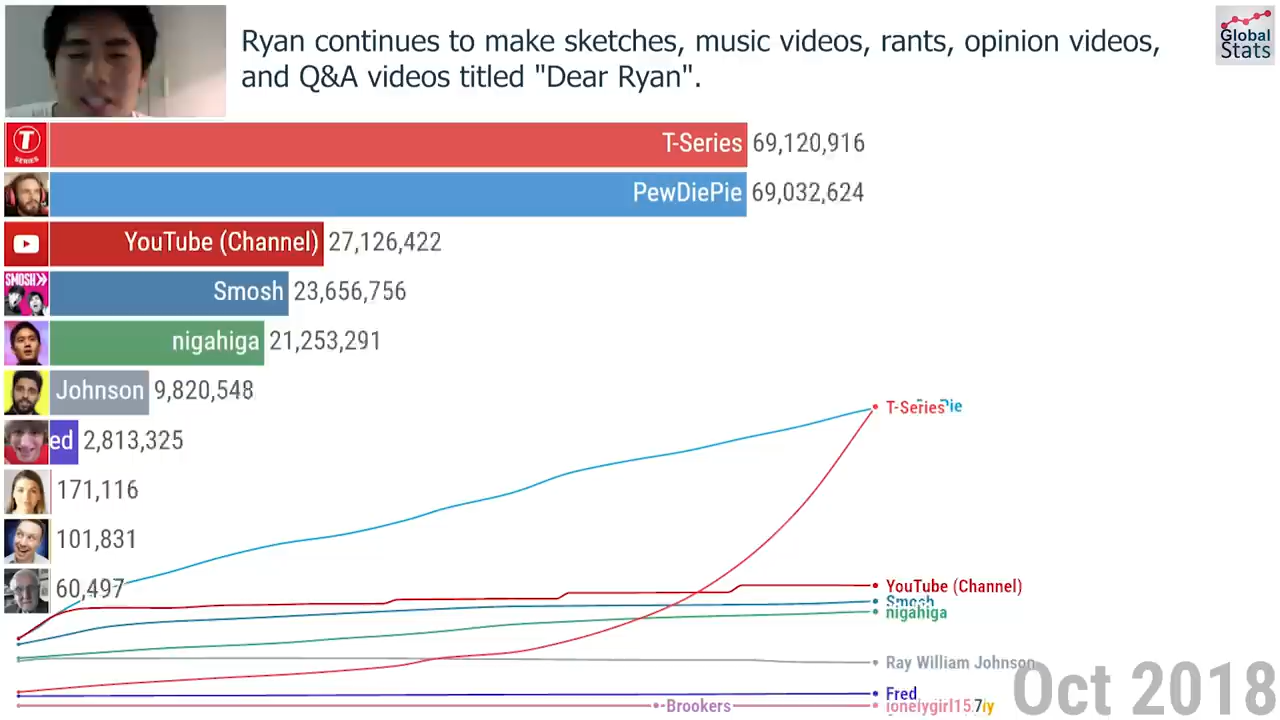 Ryan continues to make sketches, music videos, rants, opinion videos,
and Q&A videos titled "Dear Ryan".
Global
Stats
T
SERIES
T-Series 69,120,916
PewDiePie 69,032,624
YouTube (Channel) 27,126,422
SMOSH
Smosh 23,656,756
nigahiga 21,253,291
Johnson 9,820,548
ed 2,813,325
171,116
101,831
60,497
T-Series
YouTube (Channel)
Smosh
nigahiga
Ray William Johnson
Fred
Brookers
Oct 2018